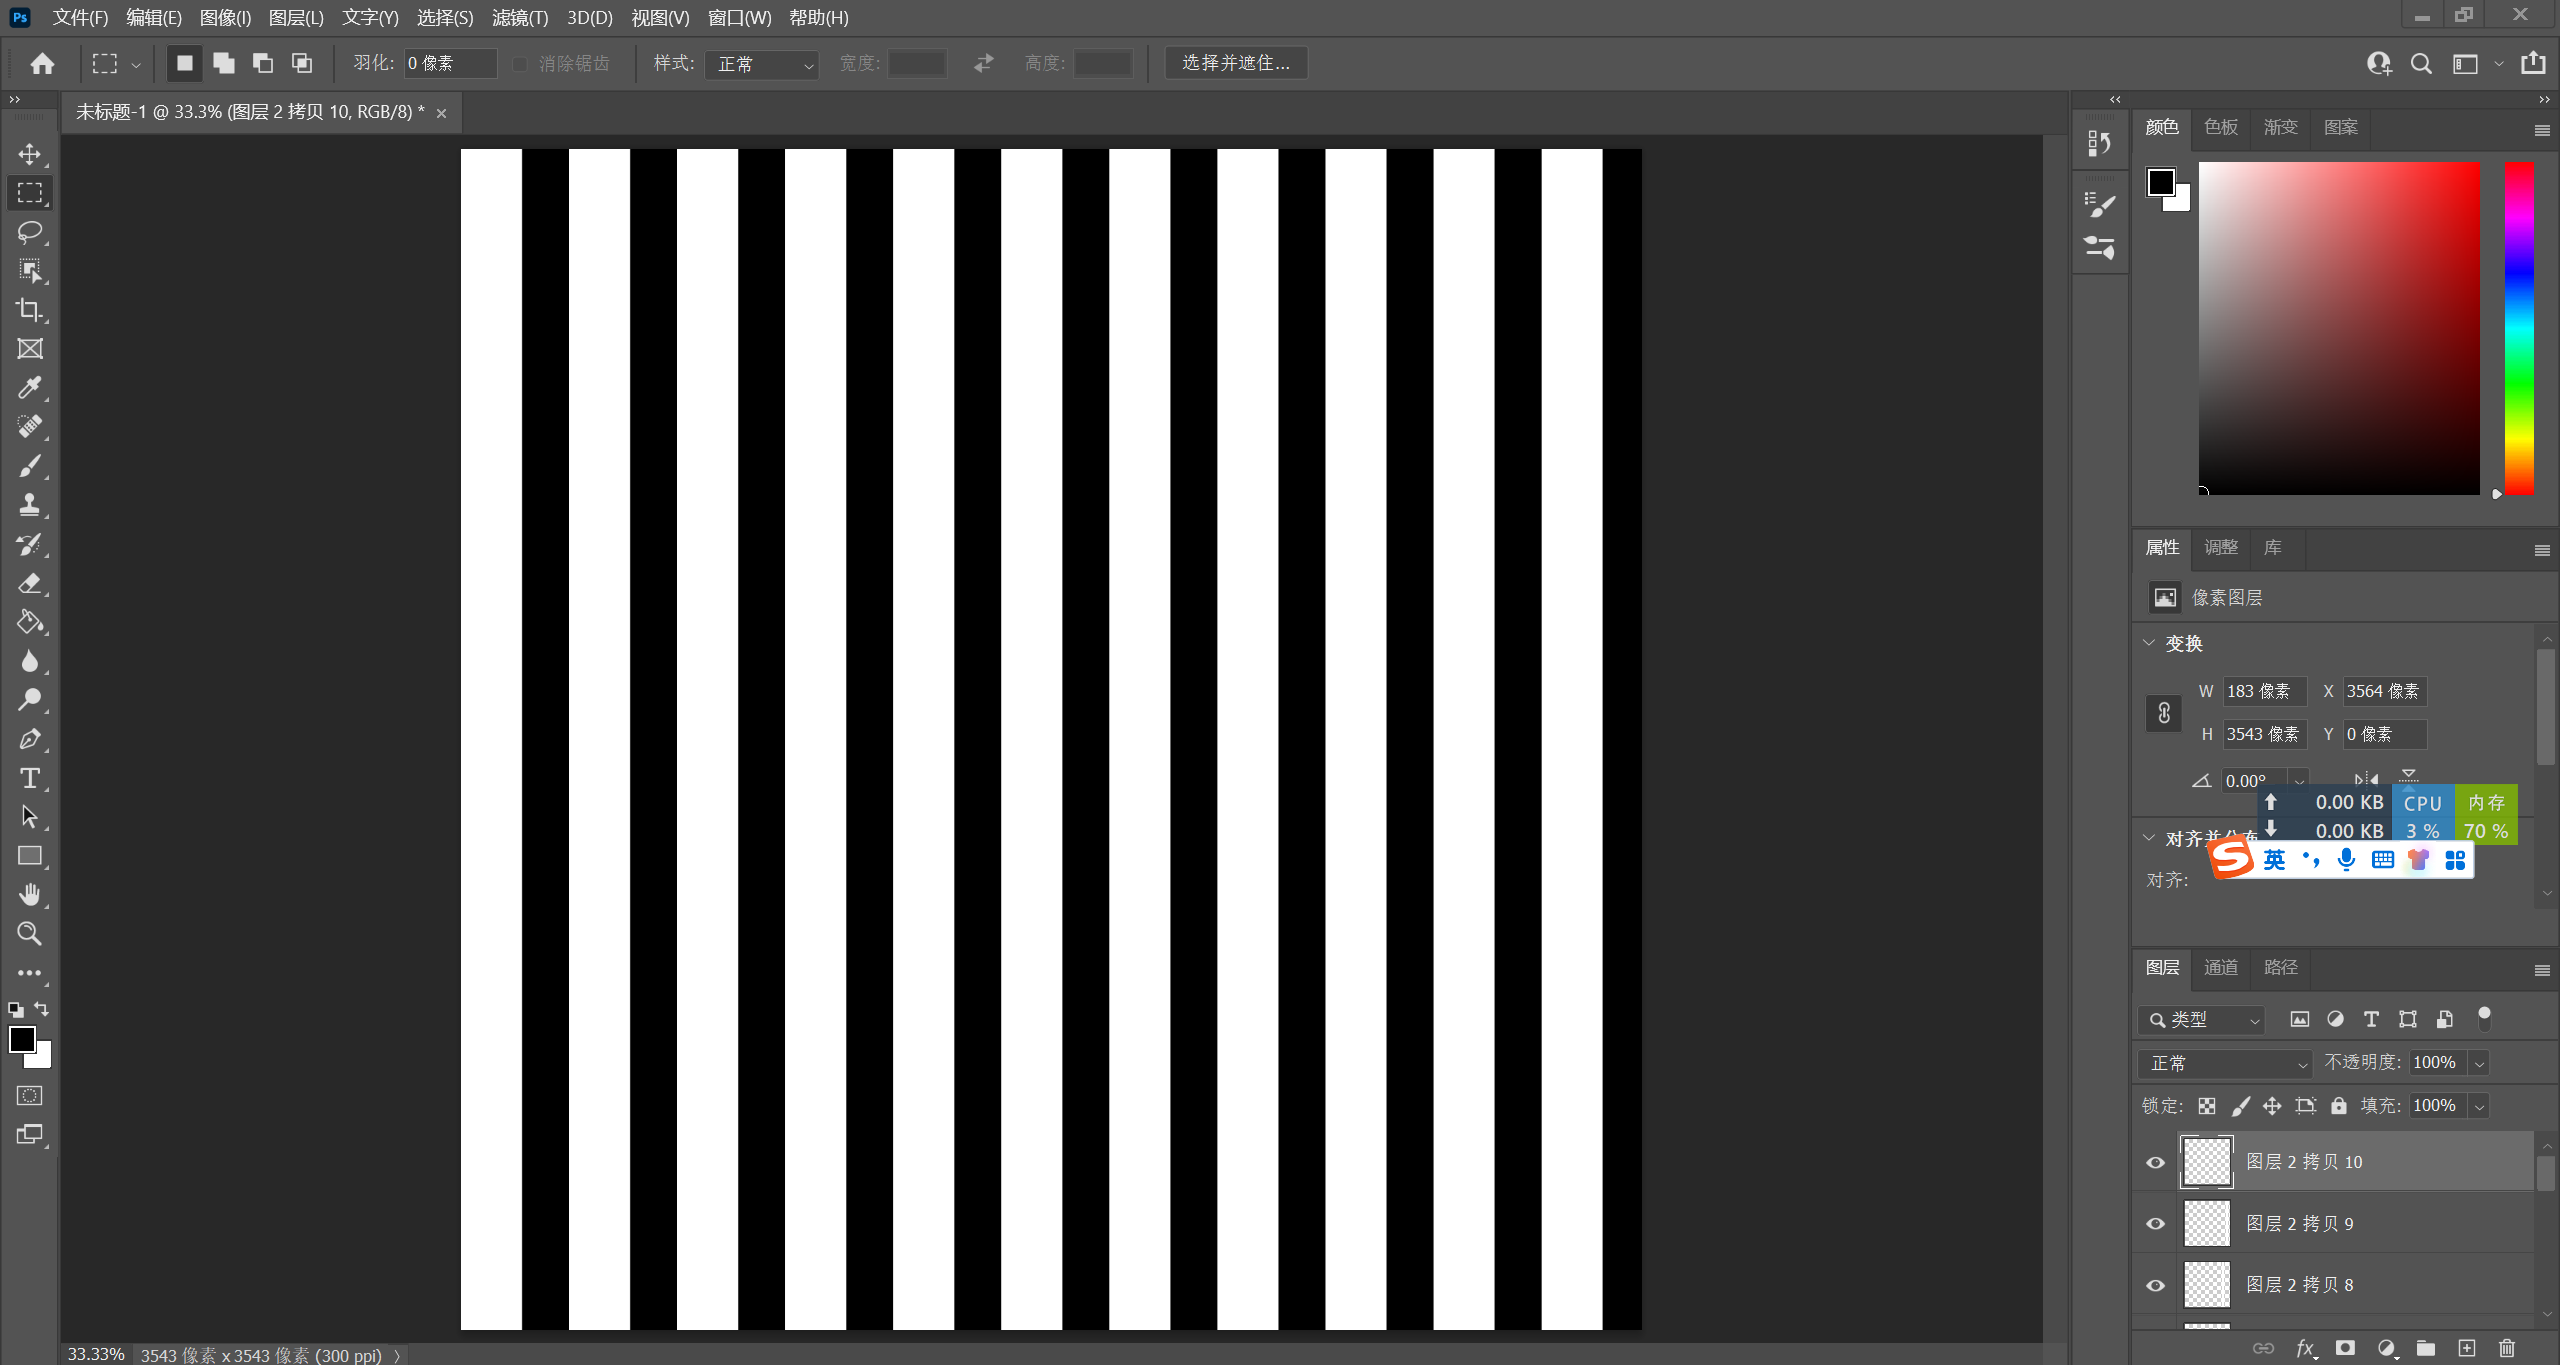 Ps 文件(F) 编辑(E) 图像(I) 图层(L) 文字(Y) 选择(S) 滤镜(T) 3D(D) 视图(V) 窗口(W) 帮助(H)
羽化: 0 像素 消除锯齿 样式: 正常 宽度: 高度: 选择并遮住...
未标题-1 @ 33.3% (图层 2 拷贝 10, RGB/8) *
颜色 色板 渐变 图案
属性 调整 库
像素图层
变换
W 183 像素 X 3564 像素
H 3543 像素 Y 0 像素
0.00°
0.00 KB CPU 内存
0.00 KB 3 % 70 %
对齐并分布
英
对齐:
图层 通道 路径
类型
正常 不透明度: 100%
锁定: 填充: 100%
图层 2 拷贝 10
图层 2 拷贝 9
图层 2 拷贝 8
fx
33.33% 3543 像素 x 3543 像素 (300 ppi)